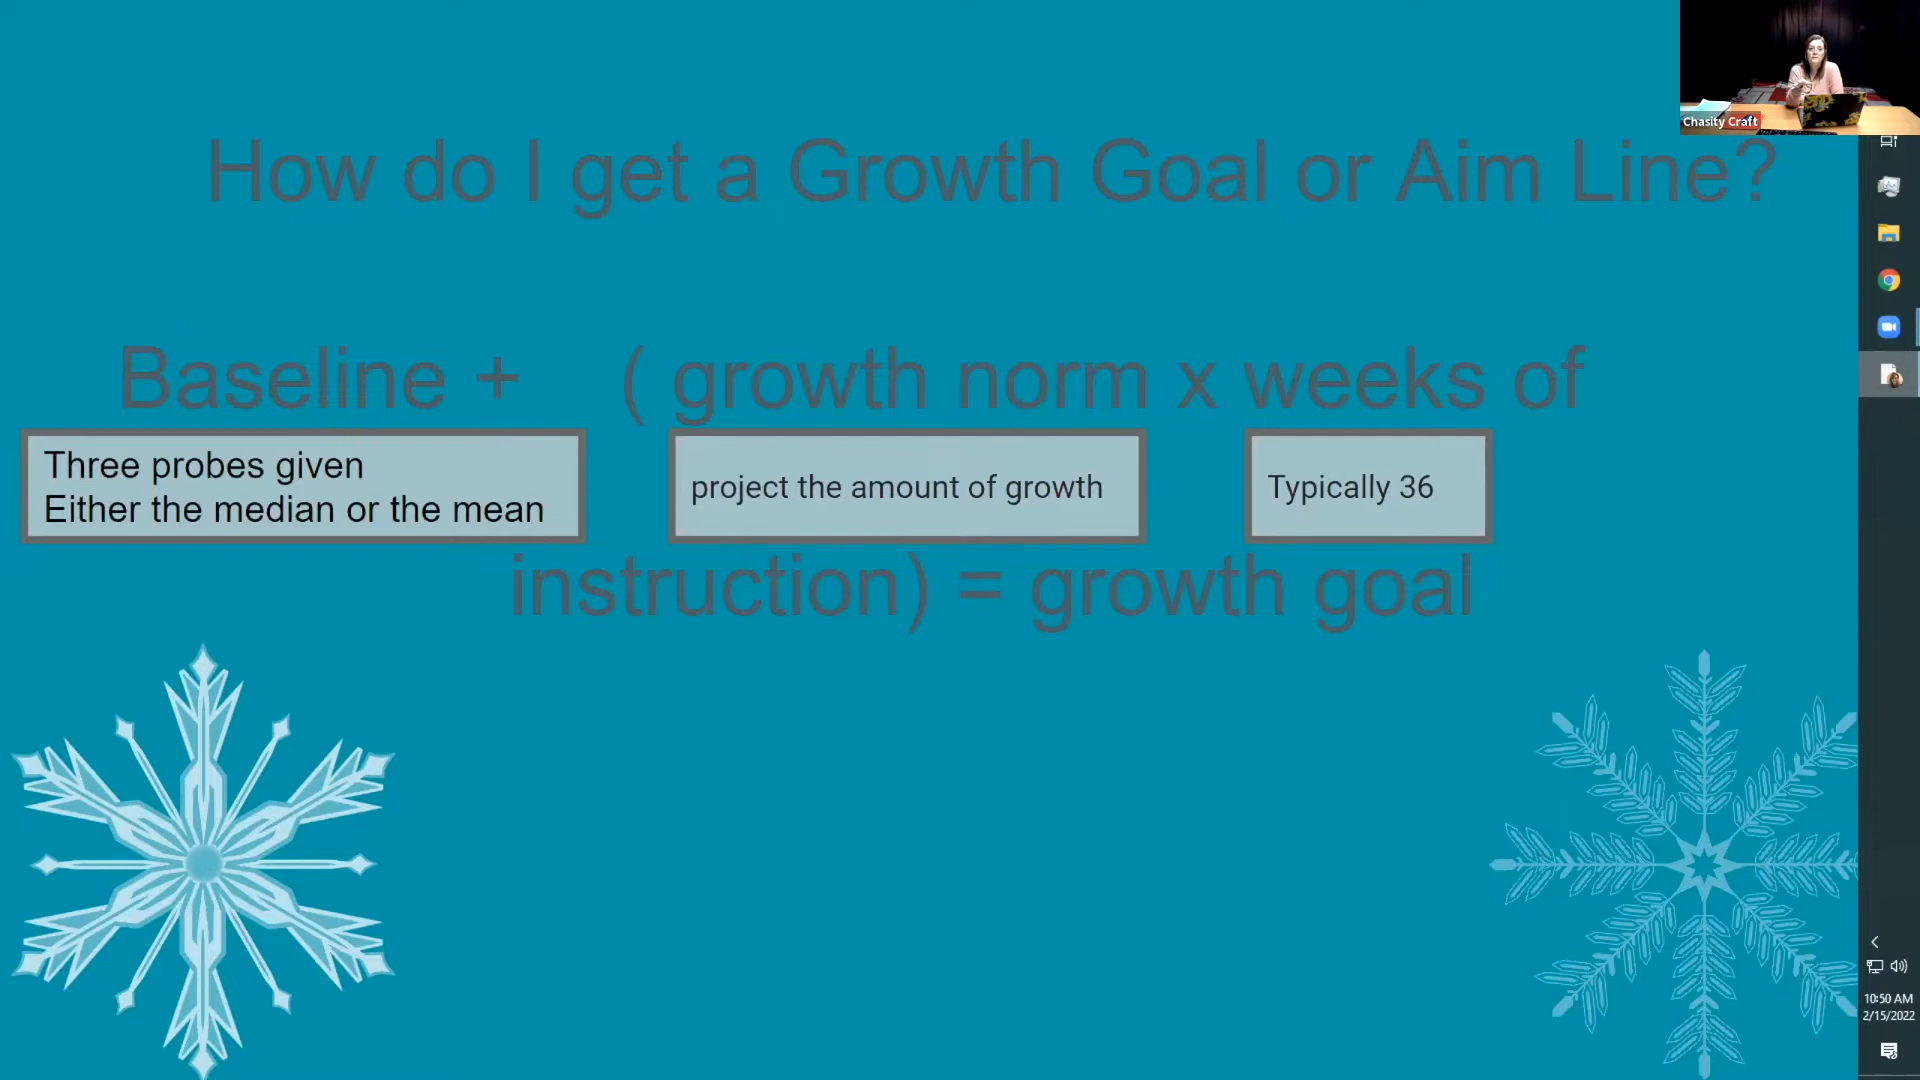 Chasity Craft
How do I get a Growth Goal or Aim Line?
Baseline + ( growth norm x weeks of
Three probes given
Either the median or the mean
project the amount of growth
Typically 36
instruction) = growth goal
10:50 AM
2/15/2022